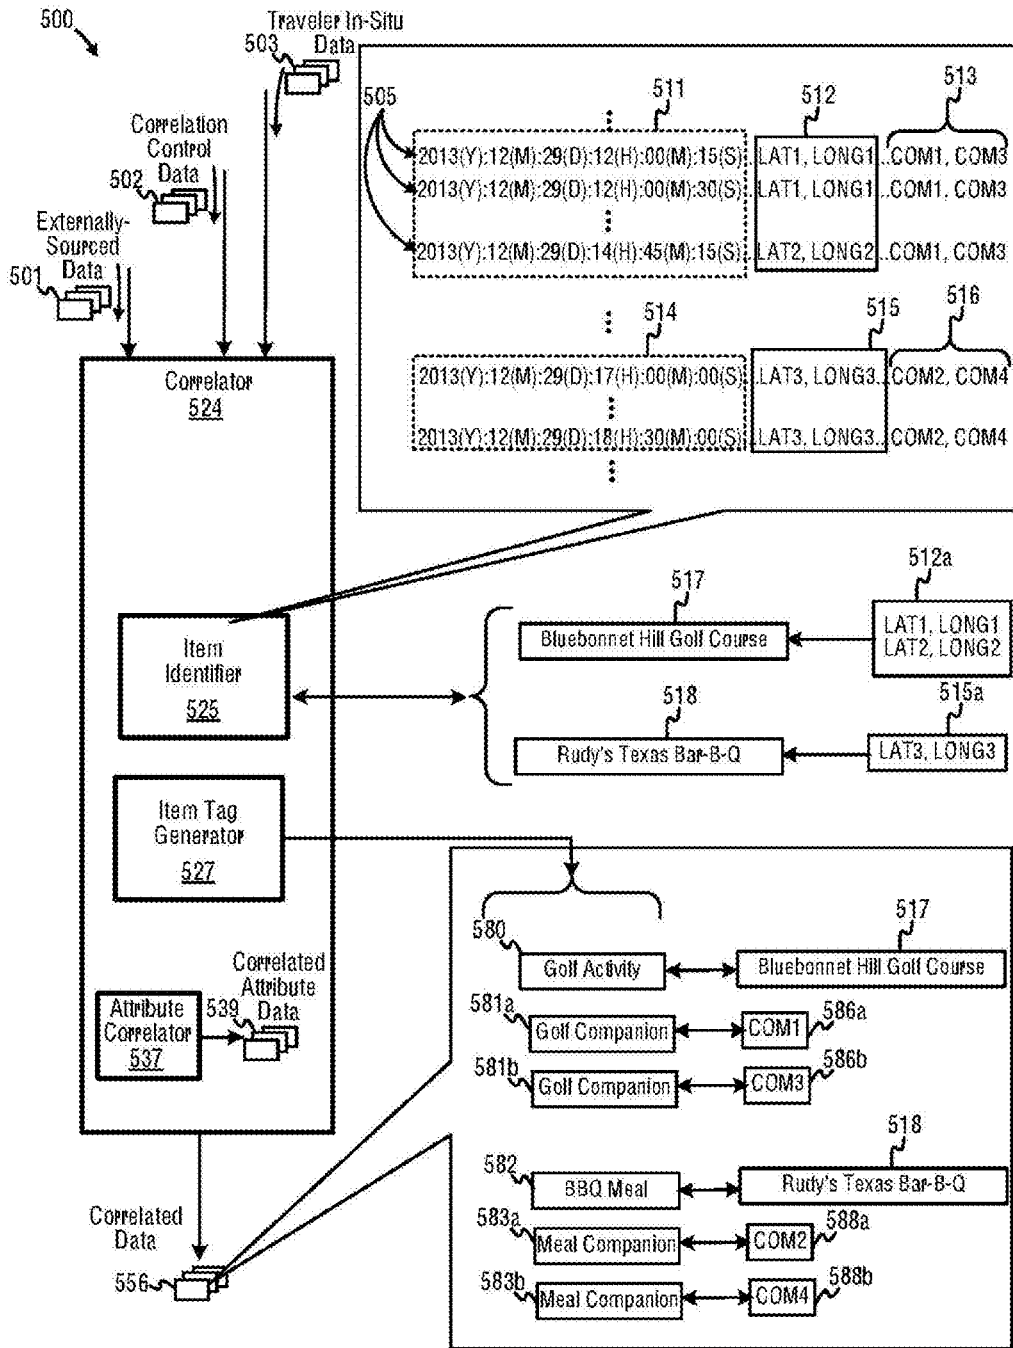 500
Traveler In-Situ
Data
503
Correlation
Control
Data
502
Externally-
Sourced
Data
501
505
511
512
513
2013(Y):12(M):29(D):12(H):00(M):15(S)...LAT1, LONG1...COM1, COM3
2013(Y):12(M):29(D):12(H):00(M):30(S)...LAT1, LONG1...COM1, COM3
2013(Y):12(M):29(D):14(H):45(M):15(S)...LAT2, LONG2...COM1, COM3
514
515
516
2013(Y):12(M):29(D):17(H):00(M):00(S)...LAT3, LONG3...COM2, COM4
2013(Y):12(M):29(D):18(H):30(M):00(S)...LAT3, LONG3...COM2, COM4
Correlator
524
Item
Identifier
525
517
Bluebonnet Hill Golf Course
512a
LAT1, LONG1
LAT2, LONG2
518
Rudy's Texas Bar-B-Q
515a
LAT3, LONG3
Item Tag
Generator
527
Attribute
Correlator
537
Correlated
Attribute
Data
539
580
Golf Activity
517
Bluebonnet Hill Golf Course
581a
Golf Companion
COM1
586a
581b
Golf Companion
COM3
586b
582
BBQ Meal
518
Rudy's Texas Bar-B-Q
583a
Meal Companion
COM2
588a
583b
Meal Companion
COM4
588b
Correlated
Data
556